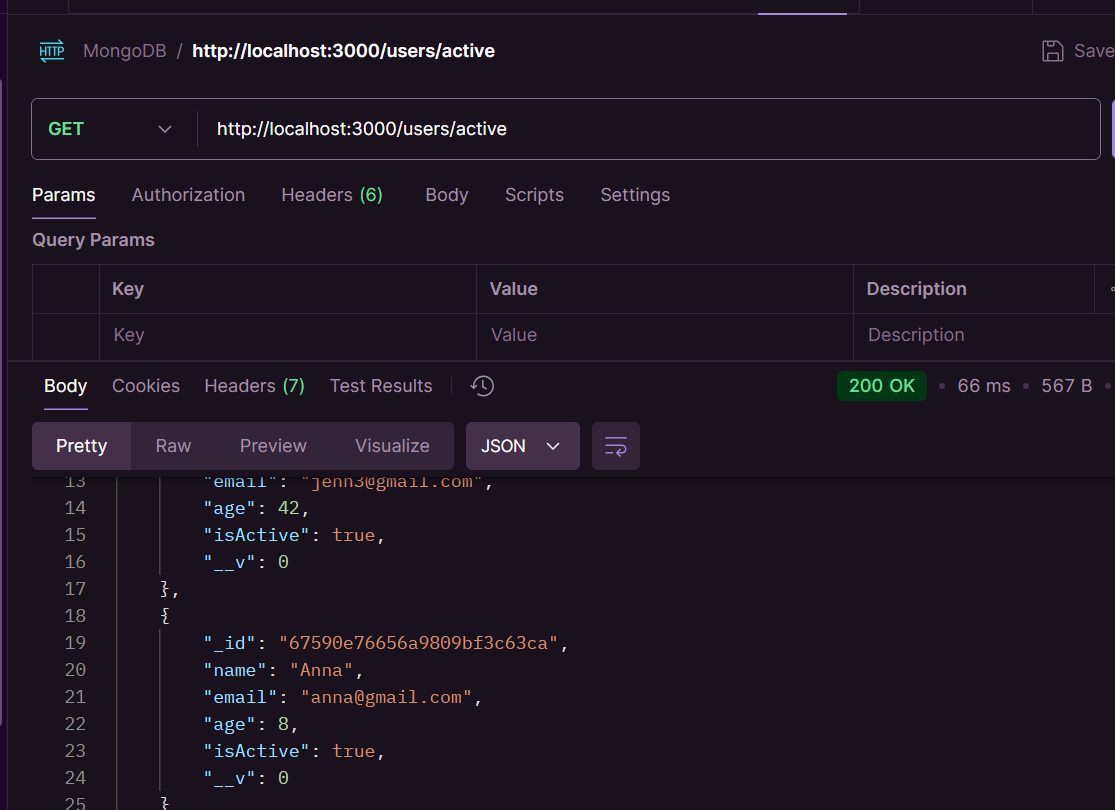 HTTP MongoDB / http://localhost:3000/users/active Save
GET http://localhost:3000/users/active
Params Authorization Headers (6) Body Scripts Settings
Query Params
Key Value Description
Key Value Description
Body Cookies Headers (7) Test Results 200 OK • 66 ms • 567 B •
Pretty Raw Preview Visualize JSON
13 "email": "jenn3@gmail.com",
14 "age": 42,
15 "isActive": true,
16 "__v": 0
17 },
18 {
19 "_id": "67590e76656a9809bf3c63ca",
20 "name": "Anna",
21 "email": "anna@gmail.com",
22 "age": 8,
23 "isActive": true,
24 "__v": 0
25 }